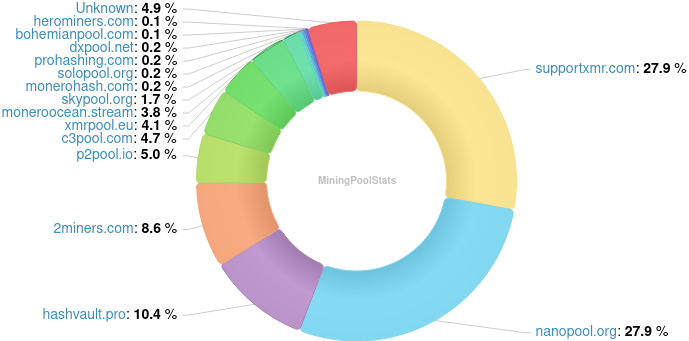 Unknown: 4.9 %
herominers.com: 0.1 %
bohemianpool.com: 0.1 %
dxpool.net: 0.2 %
prohashing.com: 0.2 %
solopool.org: 0.2 %
monerohash.com: 0.2 %
skypool.org: 1.7 %
moneroocean.stream: 3.8 %
xmrpool.eu: 4.1 %
c3pool.com: 4.7 %
p2pool.io: 5.0 %
2miners.com: 8.6 %
hashvault.pro: 10.4 %
supportxmr.com: 27.9 %
MiningPoolStats
nanopool.org: 27.9 %